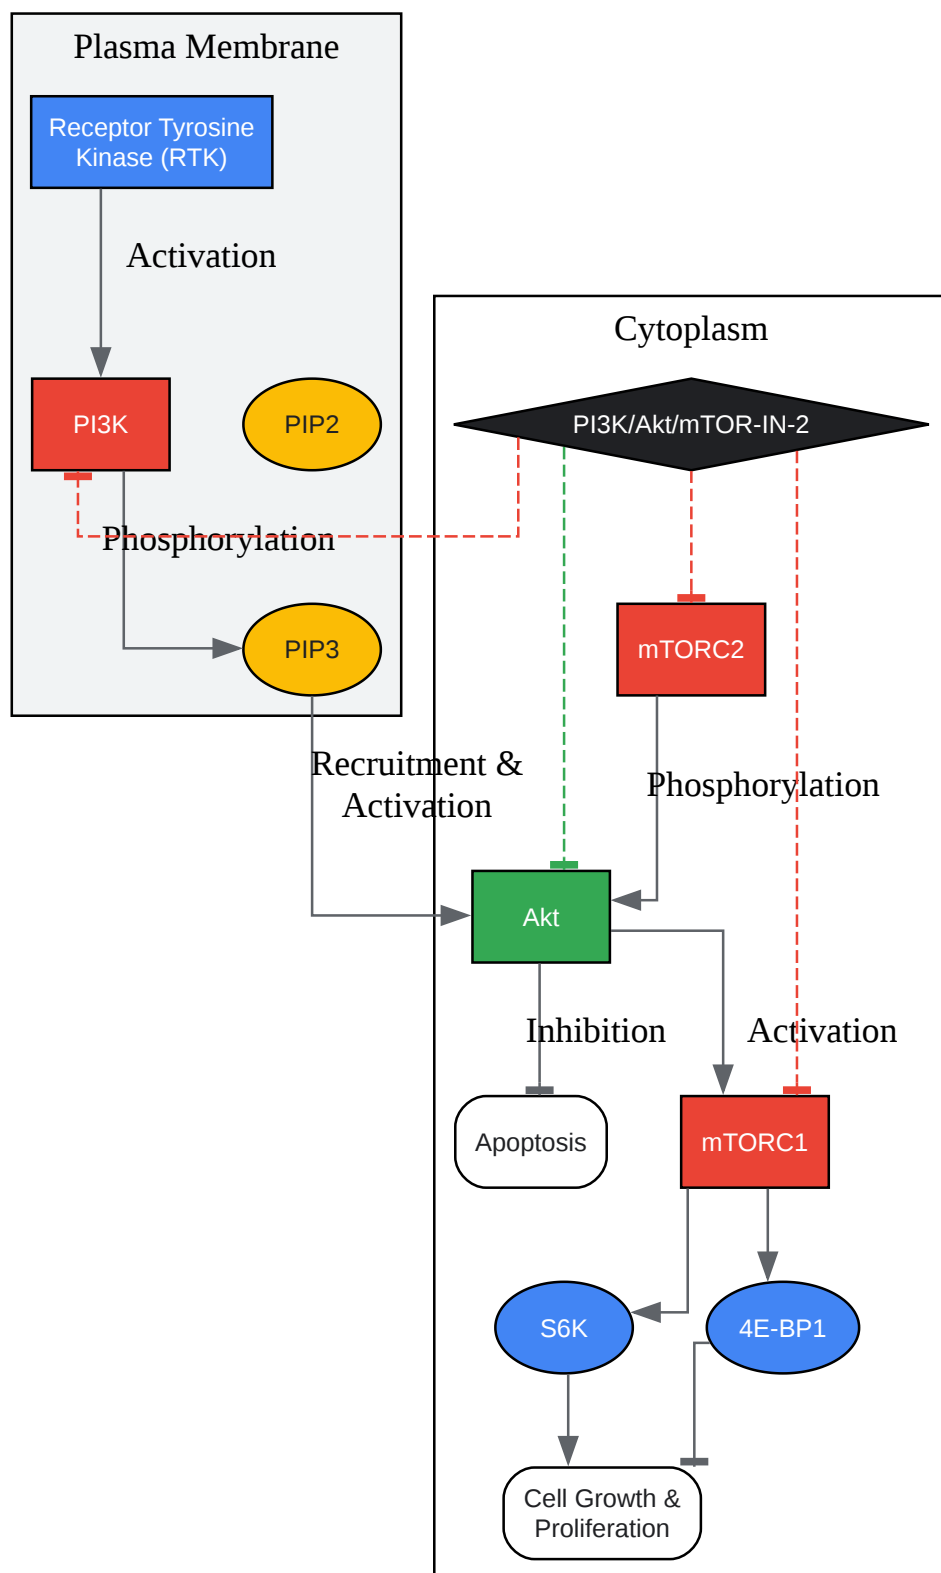 Plasma Membrane
Receptor Tyrosine
Kinase (RTK)
Activation
Cytoplasm
PI3K
PIP2
PI3K/Akt/mTOR-IN-2
Phosphorylation
PIP3
mTORC2
Recruitment &
Activation
Phosphorylation
Akt
Inhibition
Activation
Apoptosis
mTORC1
S6K
4E-BP1
Cell Growth &
Proliferation